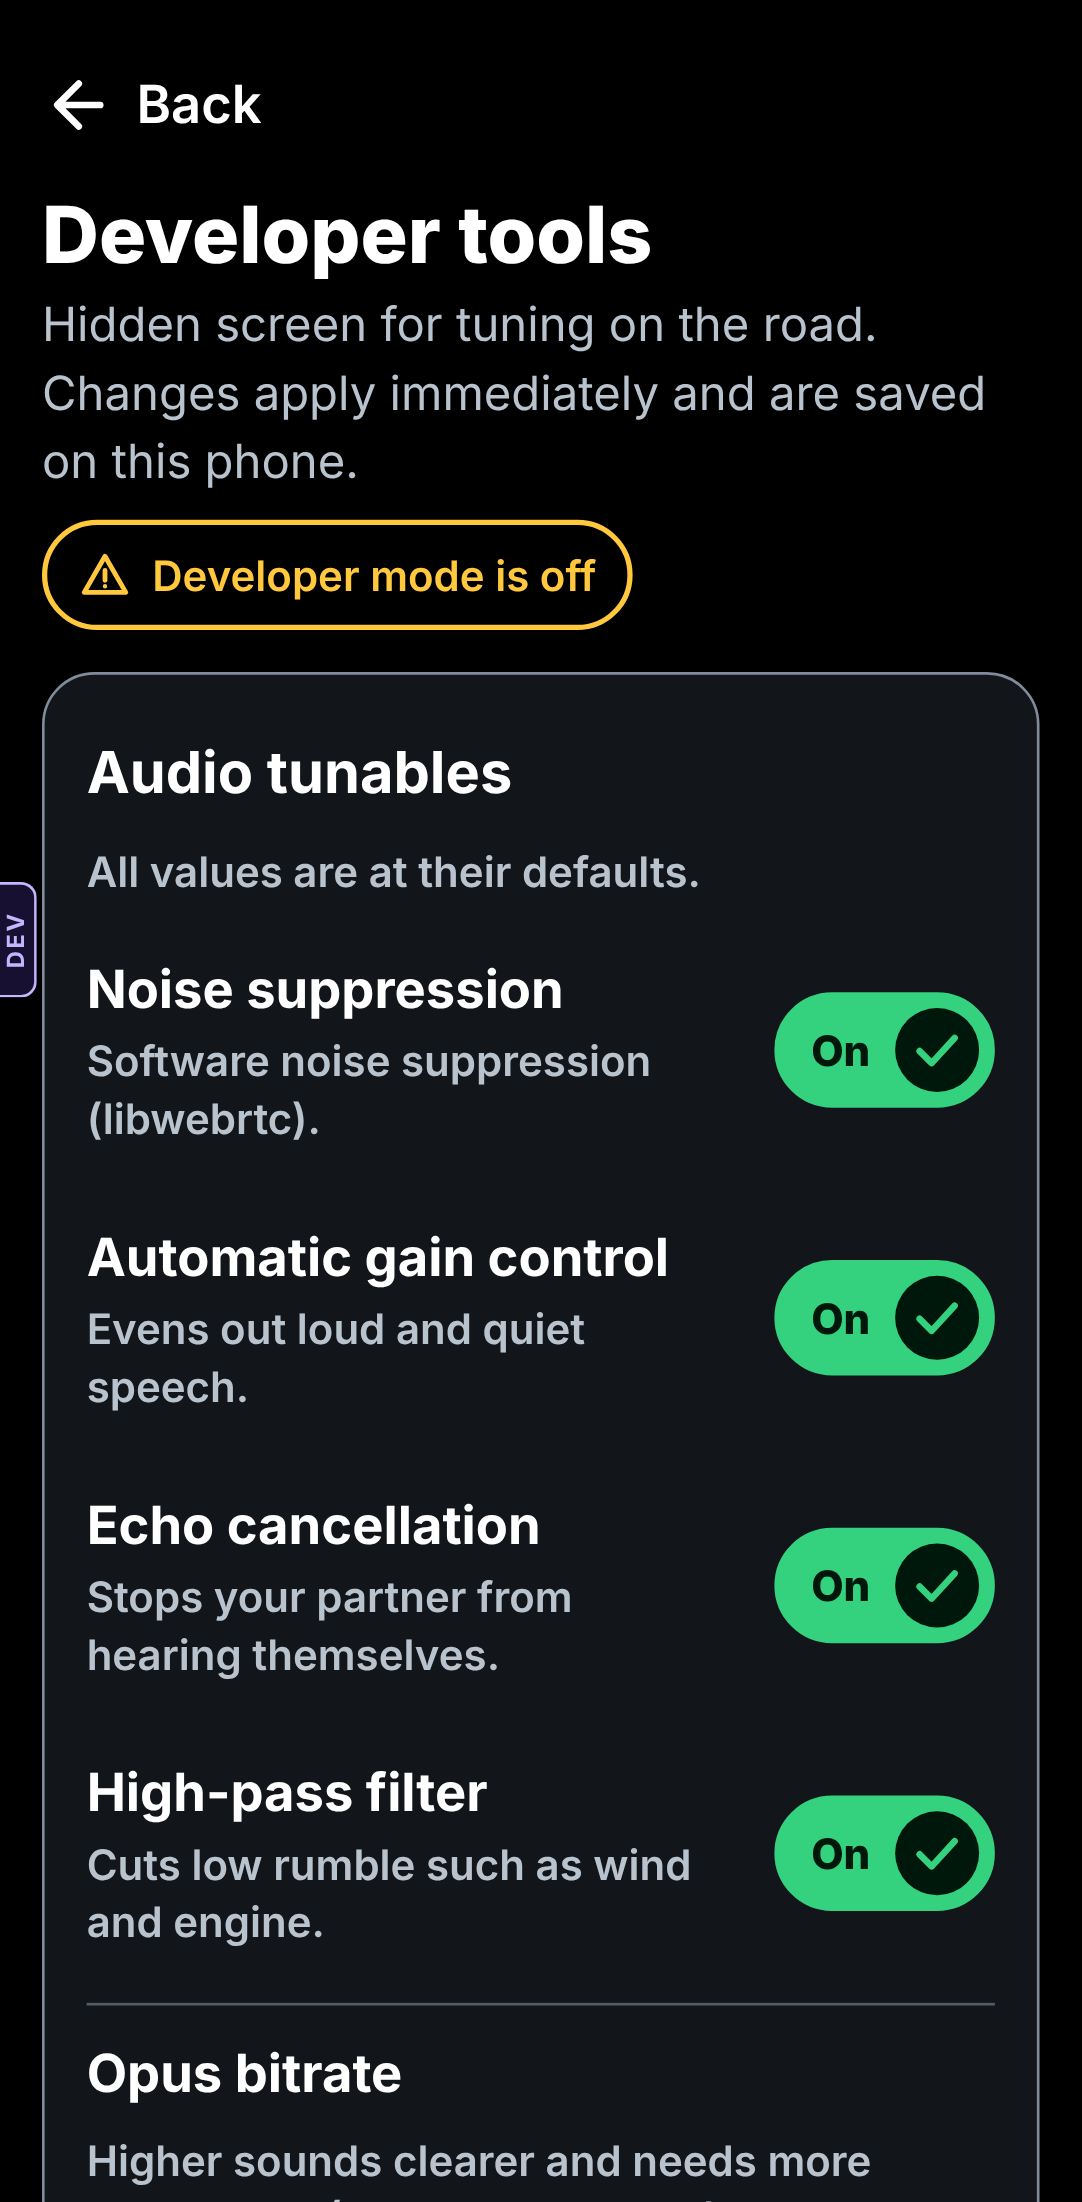 Back
Developer tools
Hidden screen for tuning on the road.
Changes apply immediately and are saved
on this phone.
Developer mode is off
Audio tunables
All values are at their defaults.
DEV
Noise suppression
Software noise suppression
(libwebrtc).
On
Automatic gain control
Evens out loud and quiet
speech.
On
Echo cancellation
Stops your partner from
hearing themselves.
On
High-pass filter
Cuts low rumble such as wind
and engine.
On
Opus bitrate
Higher sounds clearer and needs more